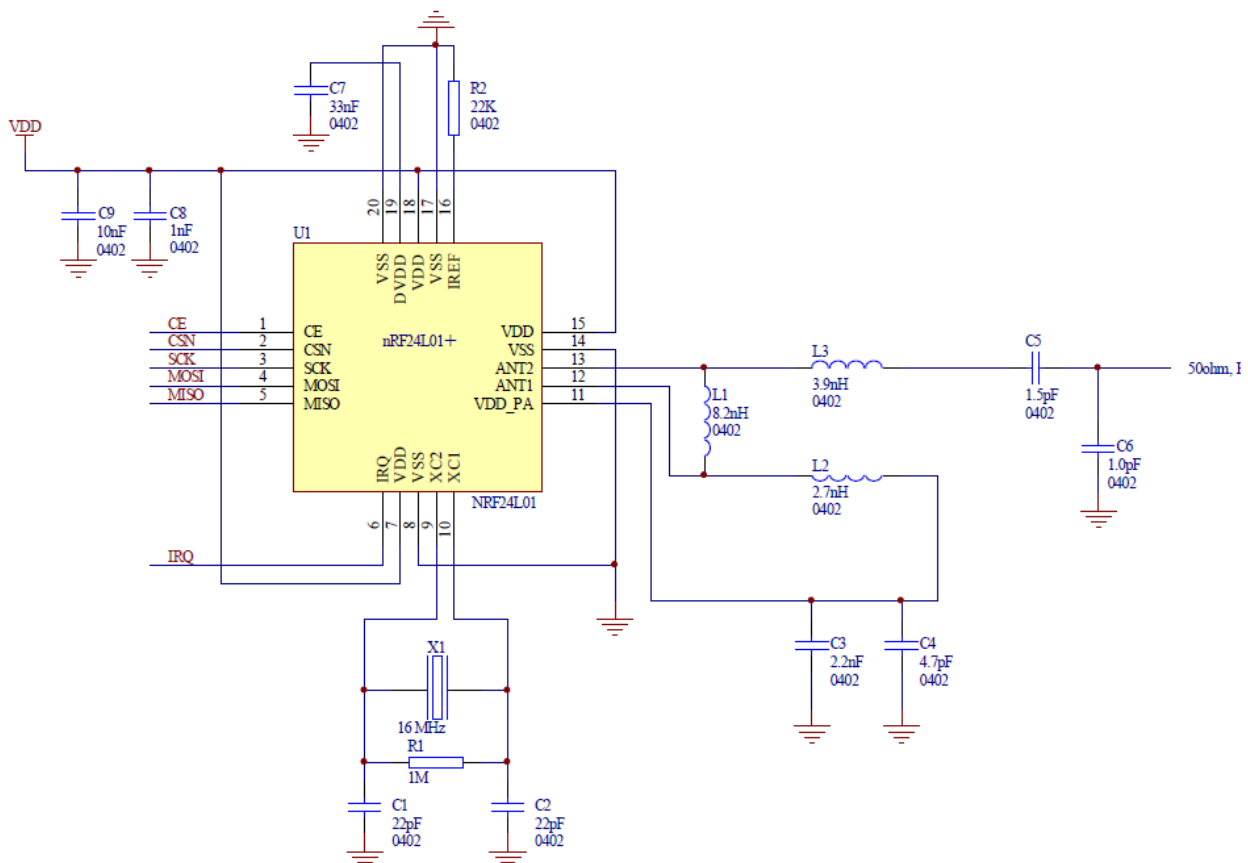 C7
33nF
0402
R2
22K
0402
VDD
C9
10nF
0402
C8
1nF
0402
20
19
18
17
16
U1
VSS
DVDD
VDD
VSS
IREF
nRF24L01+
CE
CSN
SCK
MOSI
MISO
1
2
3
4
5
CE
CSN
SCK
MOSI
MISO
VDD
VSS
ANT2
ANT1
VDD_PA
15
14
13
12
11
IRQ
VDD
VSS
XC2
XC1
NRF24L01
6
7
8
9
10
IRQ
L3
3.9nH
0402
L1
8.2nH
0402
C5
1.5pF
0402
50ohm,
C6
1.0pF
0402
L2
2.7nH
0402
C3
2.2nF
0402
C4
4.7pF
0402
X1
16 MHz
R1
1M
C1
22pF
0402
C2
22pF
0402